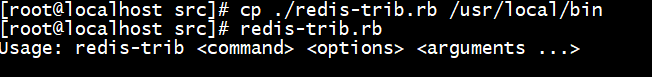 [root@localhost src]# cp ./redis-trib.rb /usr/local/bin
[root@localhost src]# redis-trib.rb
Usage: redis-trib <command> <options> <arguments ...>